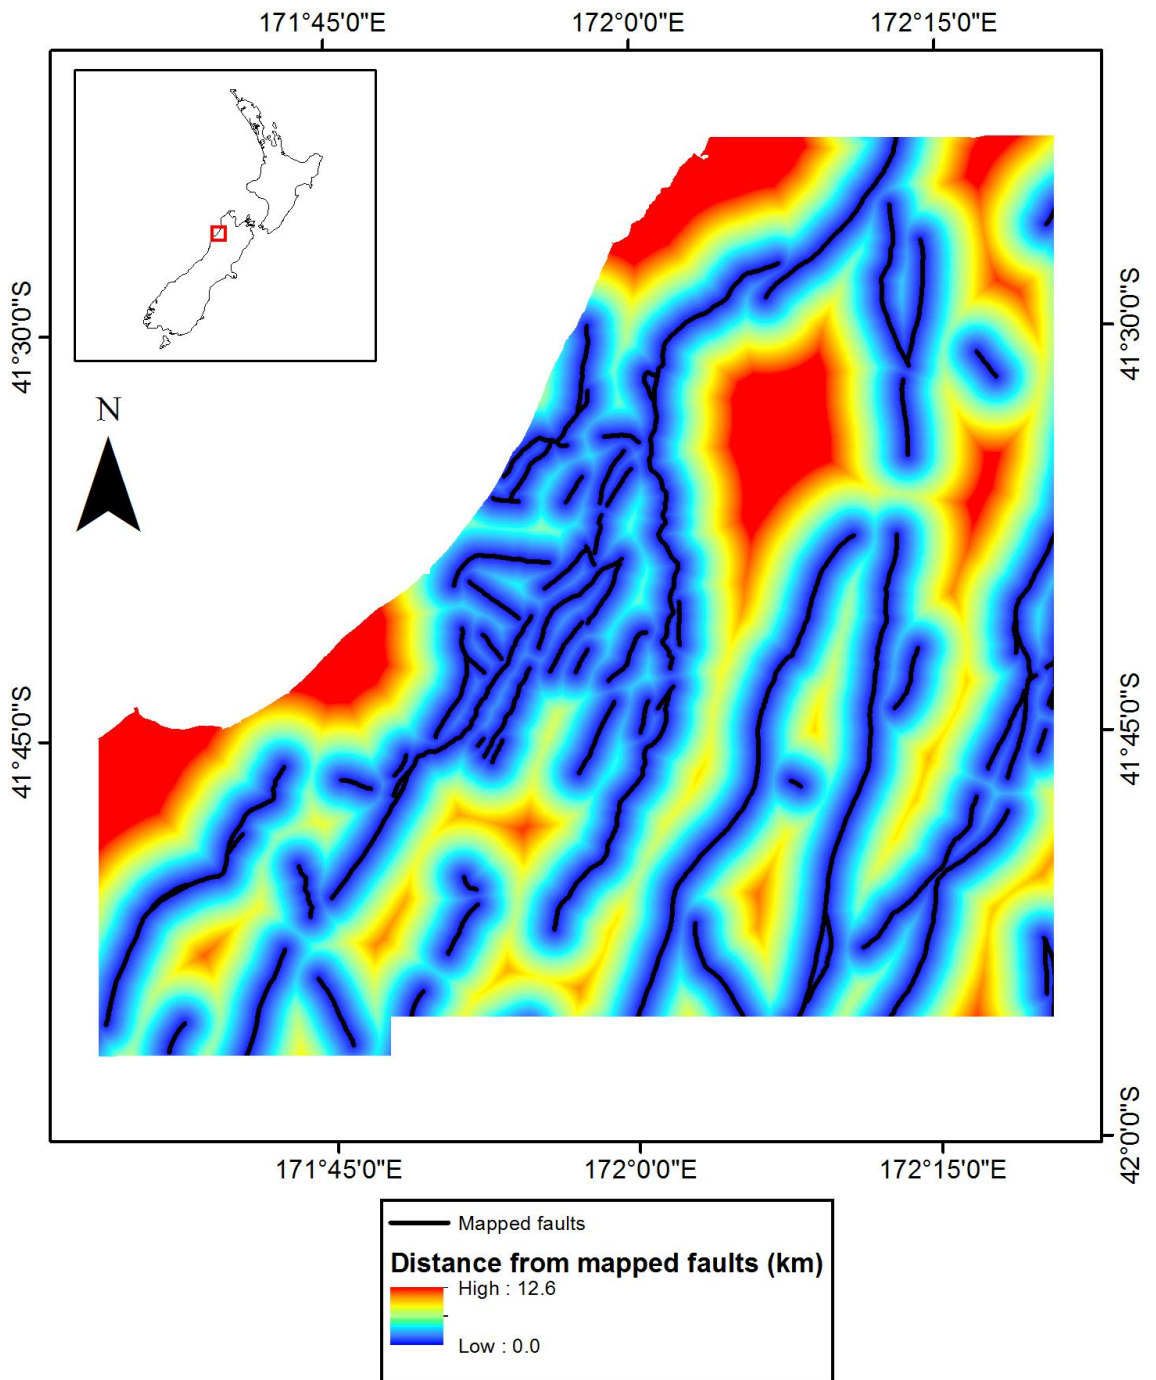 171°45'0"E 172°0'0"E 172°15'0"E
41°30'0"S
41°30'0"S
N
41°45'0"S
41°45'0"S
42°0'0"S
171°45'0"E 172°0'0"E 172°15'0"E
Mapped faults
Distance from mapped faults (km)
High : 12.6
Low : 0.0